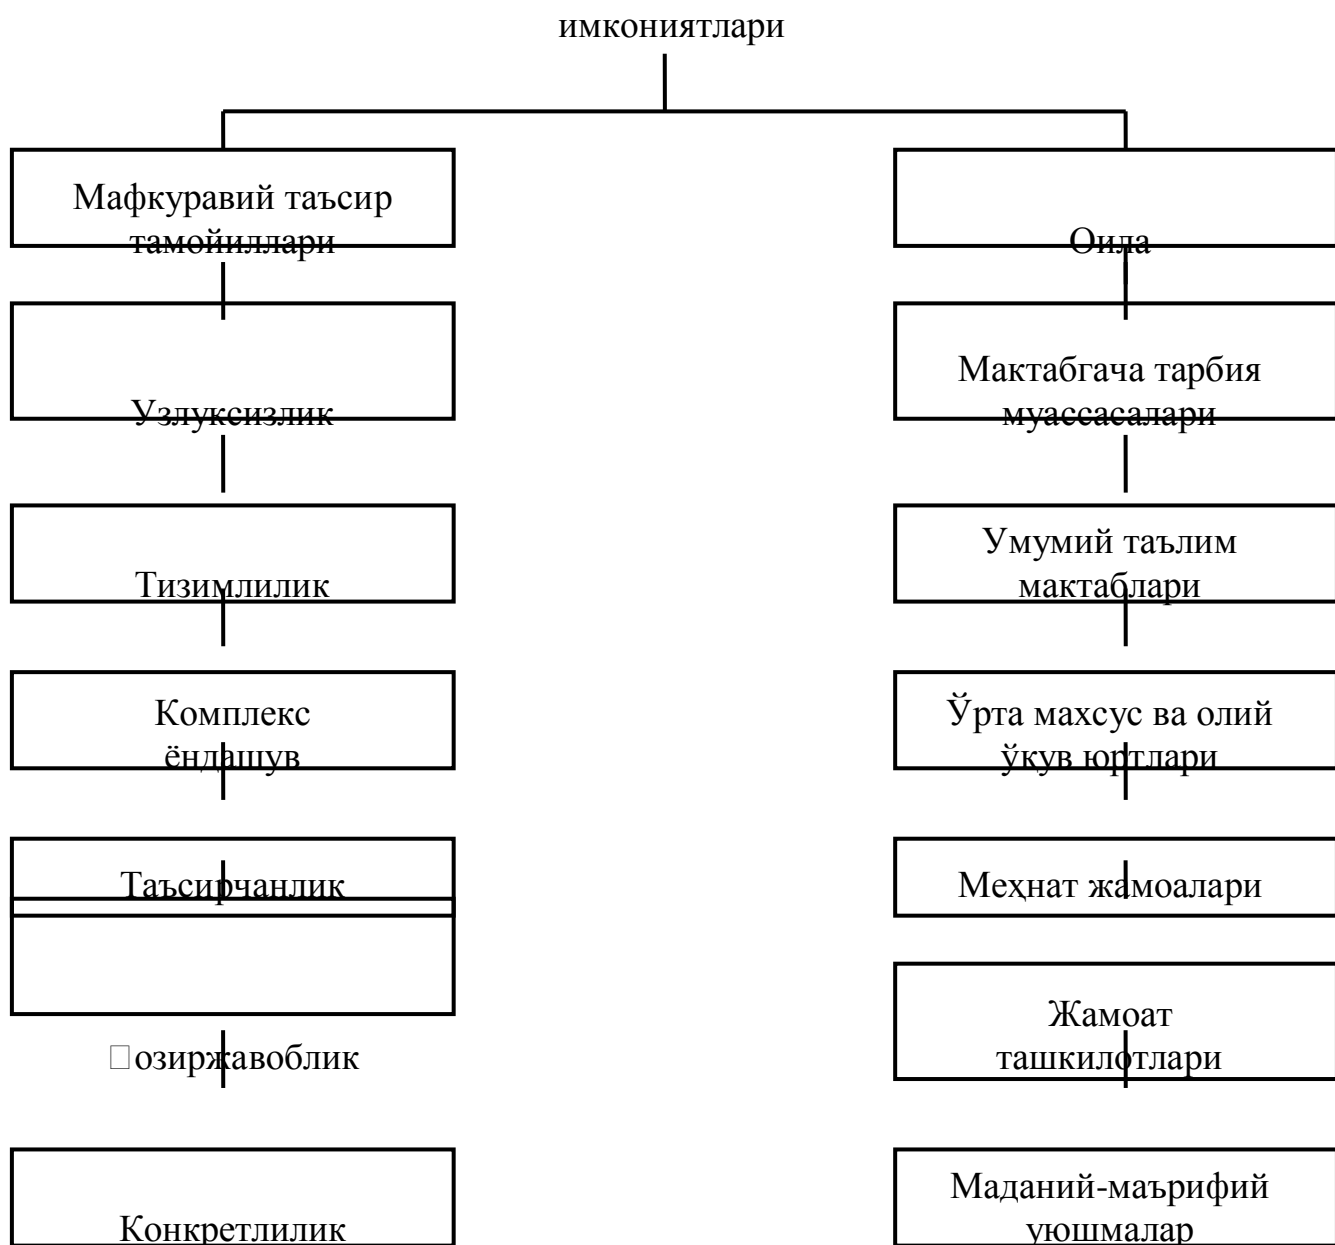 имкониятлари
Мафкуравий таъсир
тамойиллари
Узлуксизлик
Тизимлилик
Комплекс
ёндашув
Таъсирчанлик
□озиржавоблик
Конкретлилик
Оила
Мактабгача тарбия
муассасалари
Умумий таълим
мактаблари
Ўрта махсус ва олий
ўқув юртлари
Меҳнат жамоалари
Жамоат
ташкилотлари
Маданий-маърифий
уюшмалар